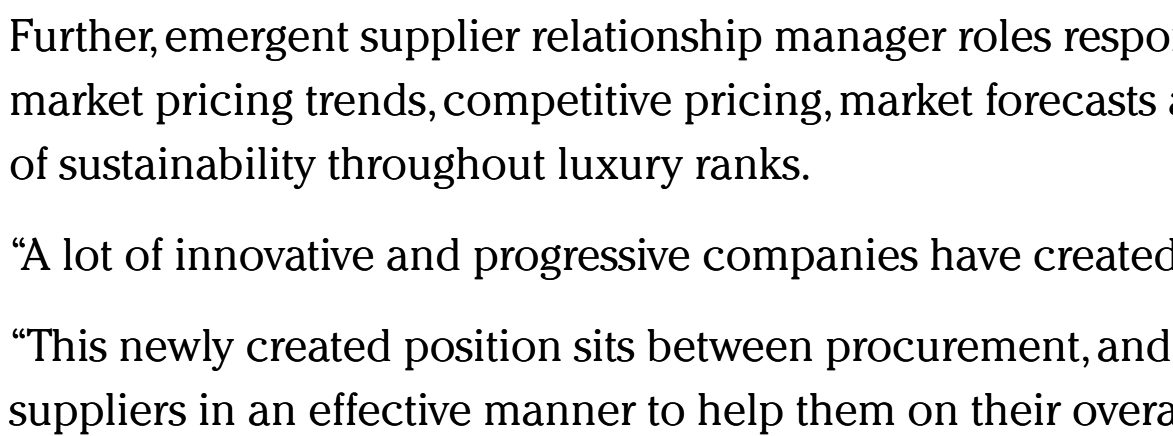 Further, emergent supplier relationship manager roles
market pricing trends, competitive pricing, market forecasts
of sustainability throughout luxury ranks.
“A lot of innovative and progressive companies have created
“This newly created position sits between procurement, and
suppliers in an effective manner to help them on their